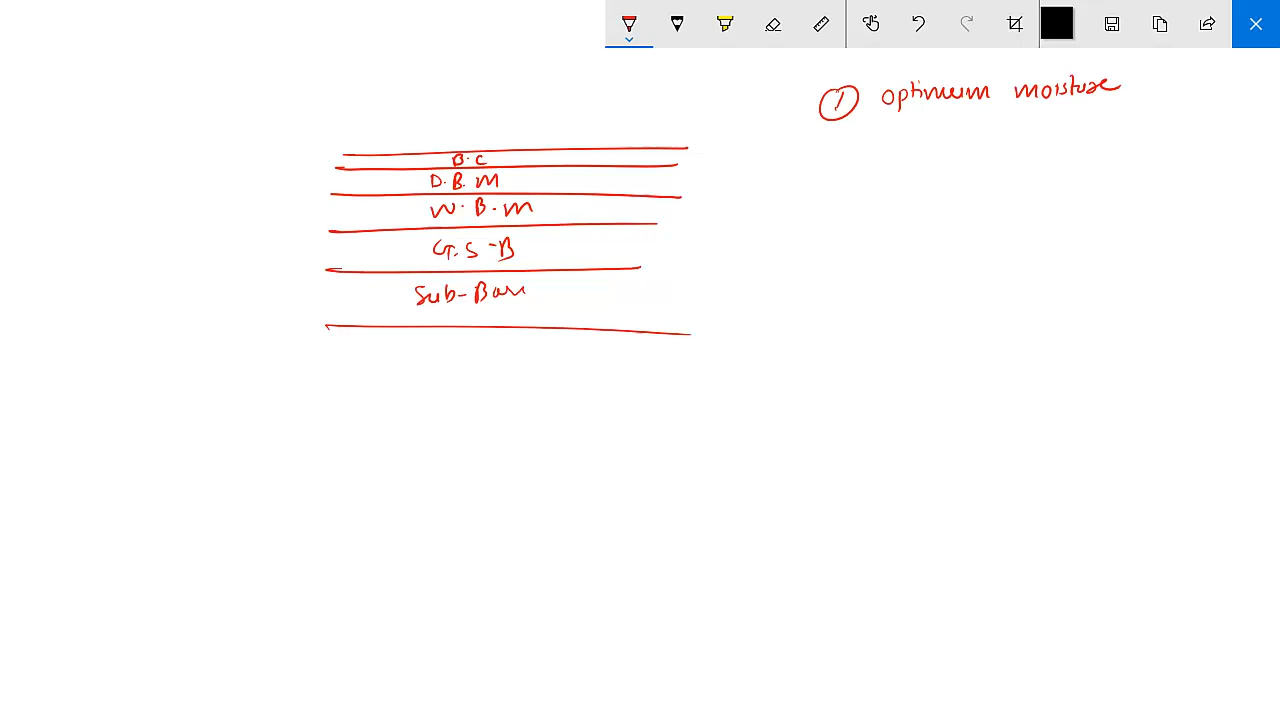 ① optimum moisture
B.C
D.B.M
W.B.M
G.S-B
Sub-Base